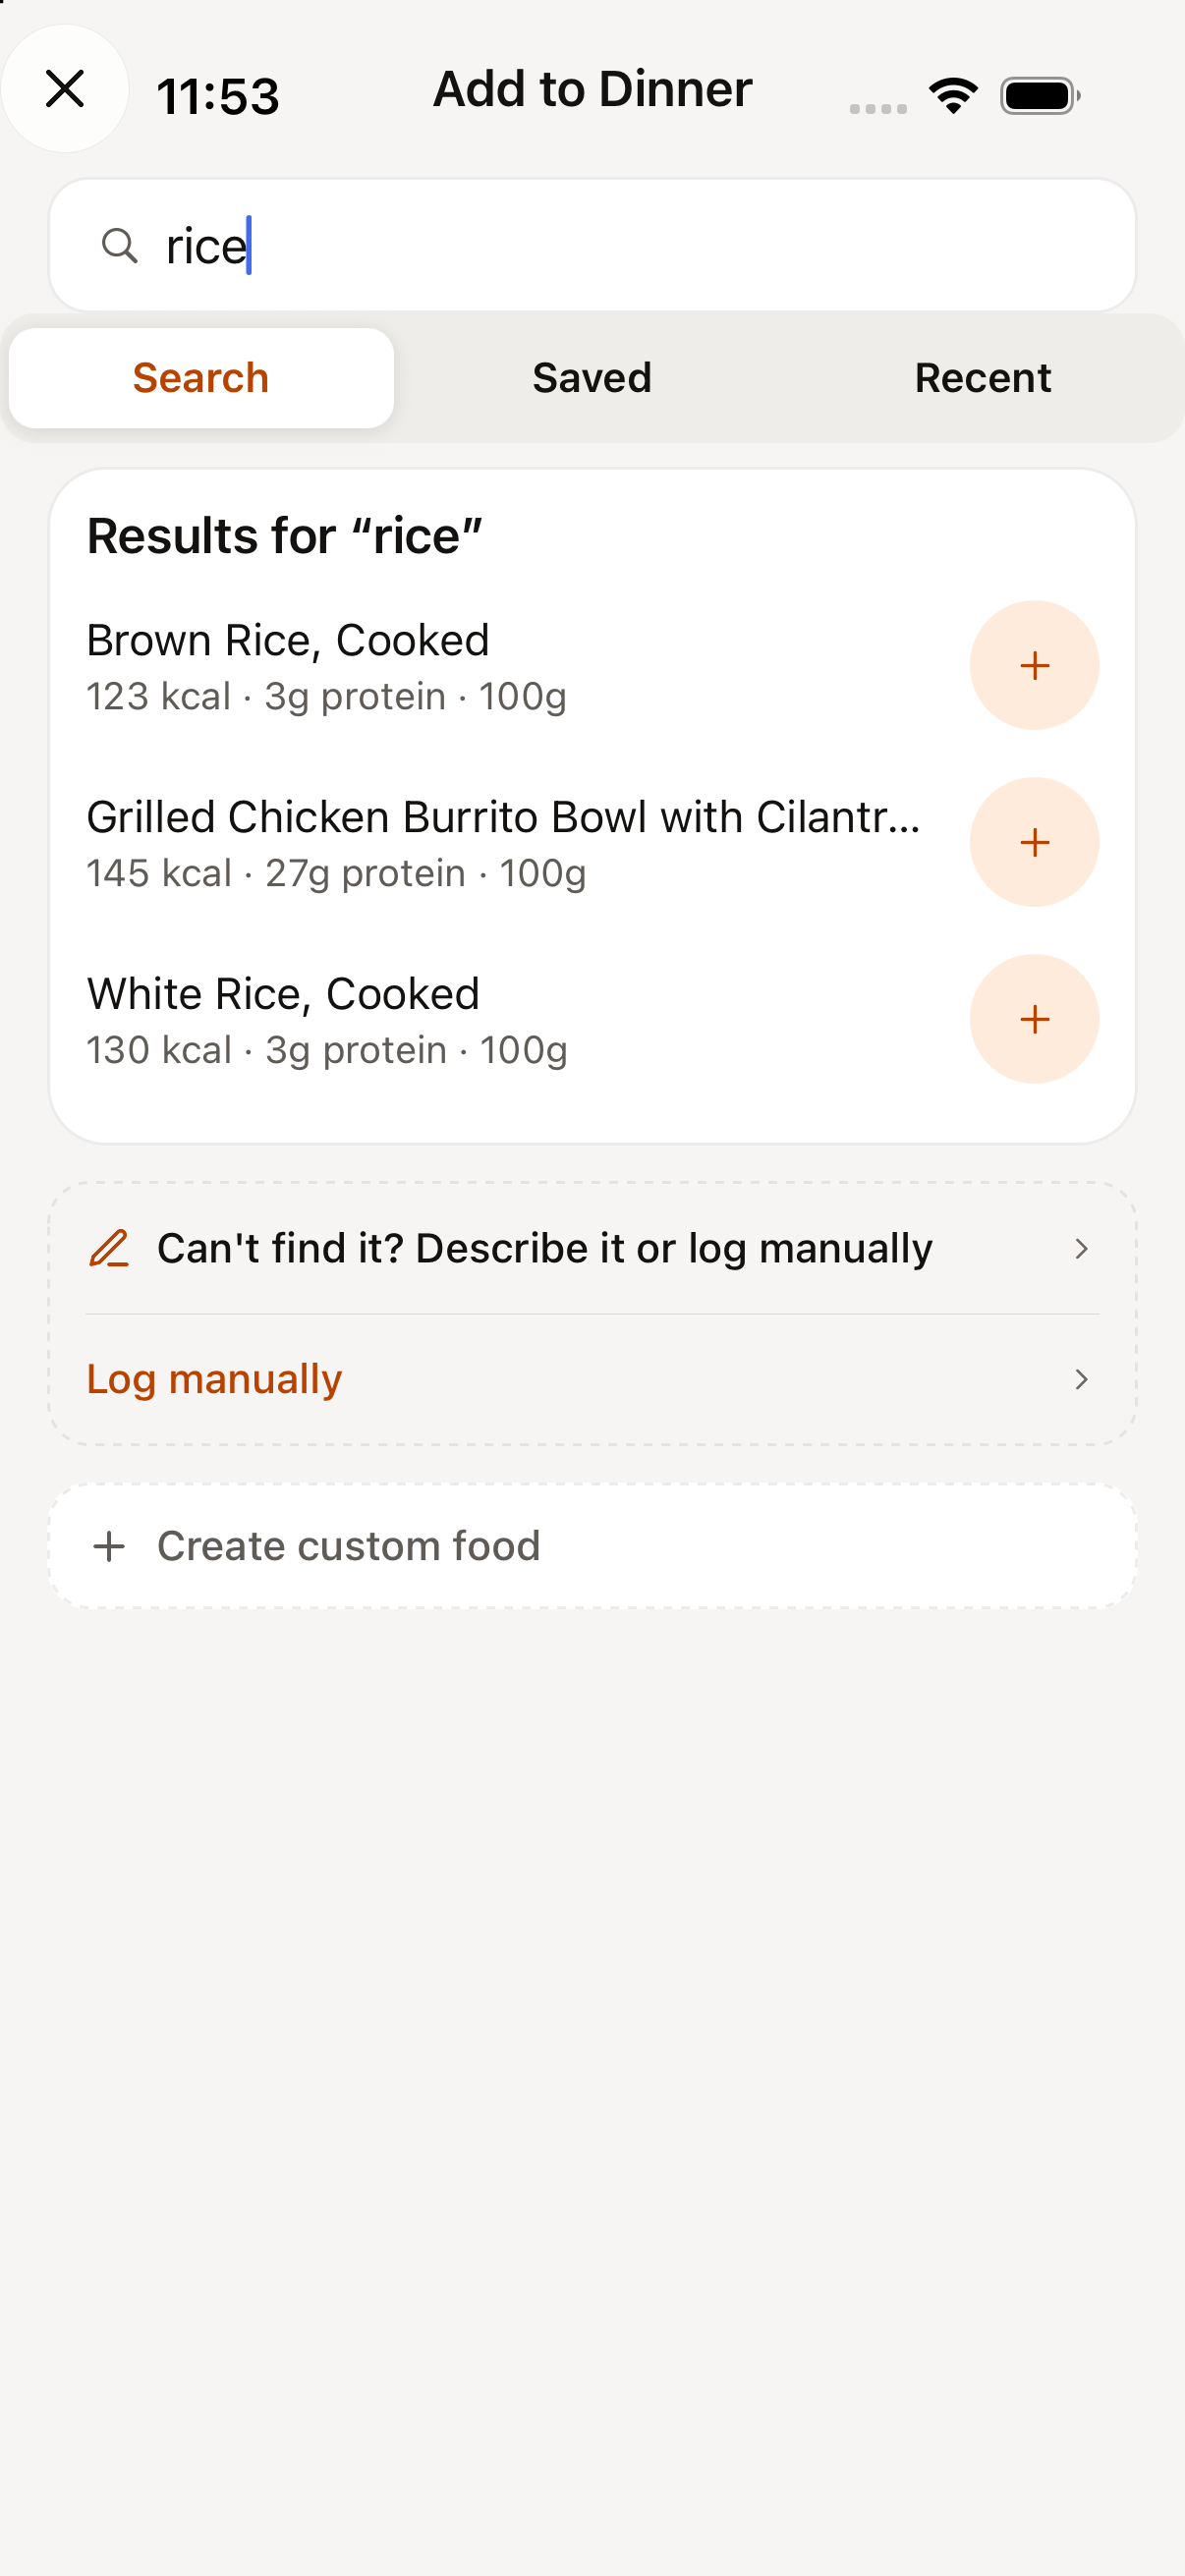 11:53
Add to Dinner
rice
Search
Saved
Recent
Results for “rice”
Brown Rice, Cooked
123 kcal · 3g protein · 100g
Grilled Chicken Burrito Bowl with Cilantr...
145 kcal · 27g protein · 100g
White Rice, Cooked
130 kcal · 3g protein · 100g
Can't find it? Describe it or log manually
Log manually
Create custom food